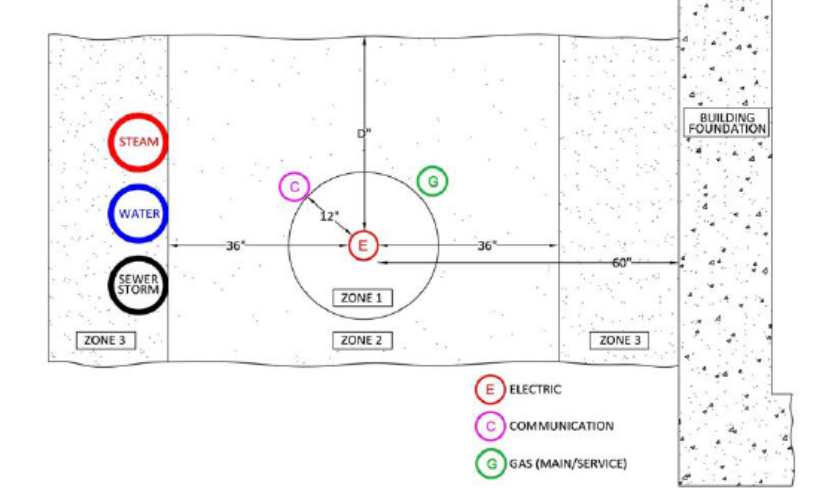 BUILDING
FOUNDATION
D"
STEAM
C
G
12"
WATER
36"
E
36"
60"
SEWER
STORM
ZONE 1
ZONE 3
ZONE 2
ZONE 3
E ELECTRIC
C COMMUNICATION
G GAS (MAIN/SERVICE)